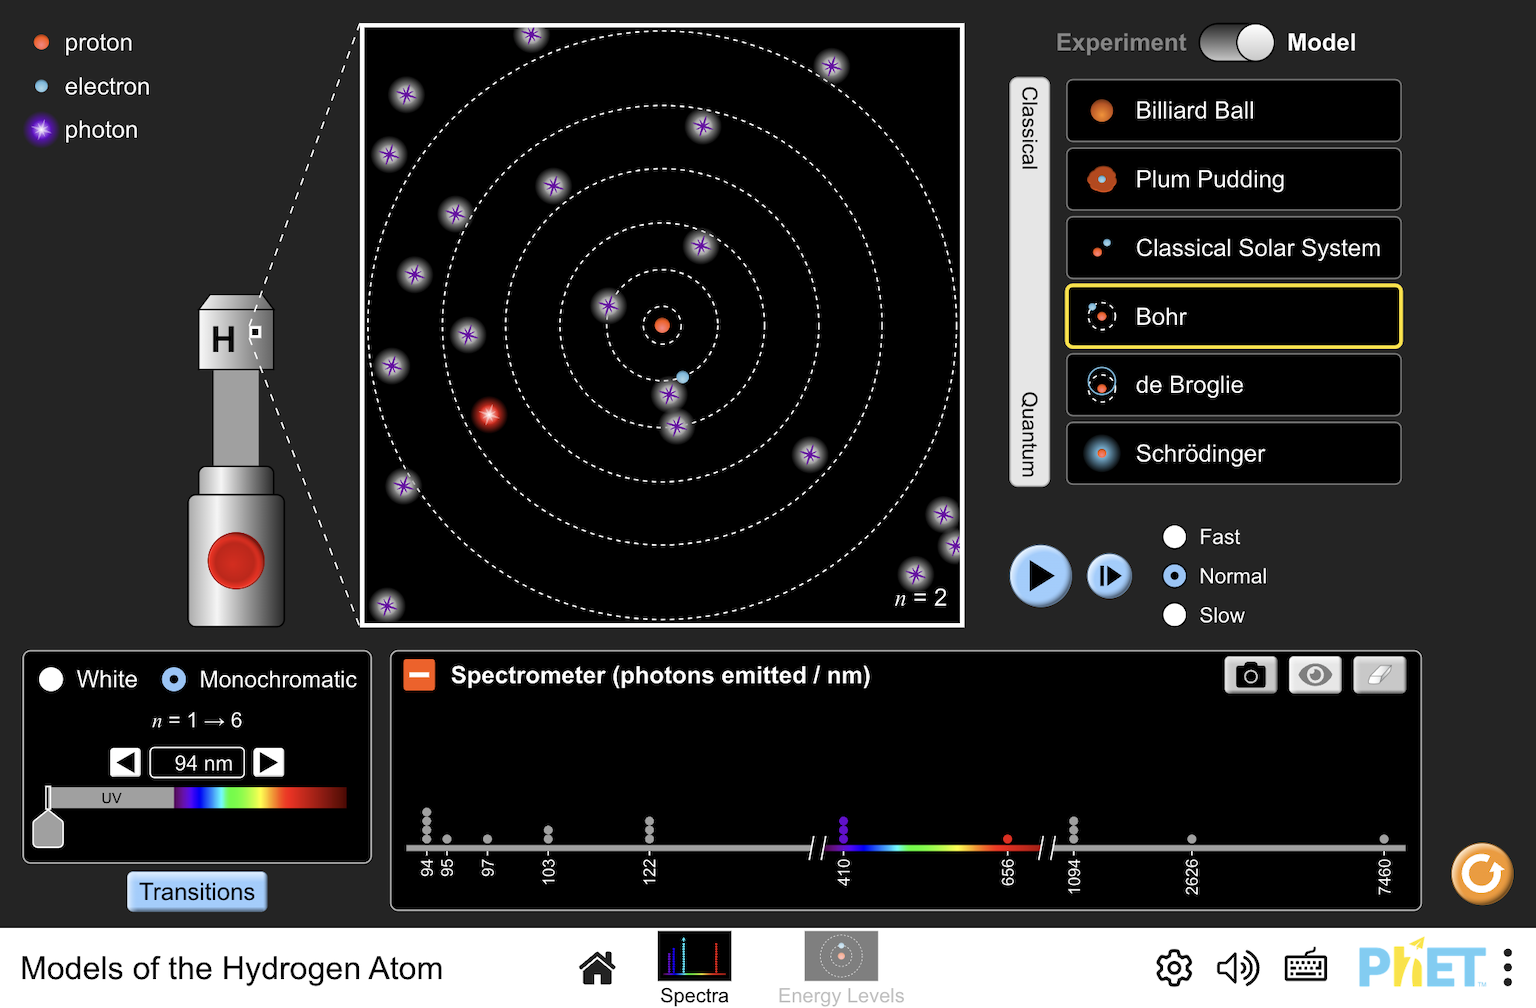 proton
electron
photon
H
n = 2
Experiment
Model
Classical
Quantum
Billiard Ball
Plum Pudding
Classical Solar System
Bohr
de Broglie
Schrödinger
Fast
Normal
Slow
White
Monochromatic
n = 1 → 6
94 nm
UV
Transitions
Spectrometer (photons emitted / nm)
94 95 97 103 122 410 656 1094 2626 7460
Models of the Hydrogen Atom
Spectra
Energy Levels
PhET™